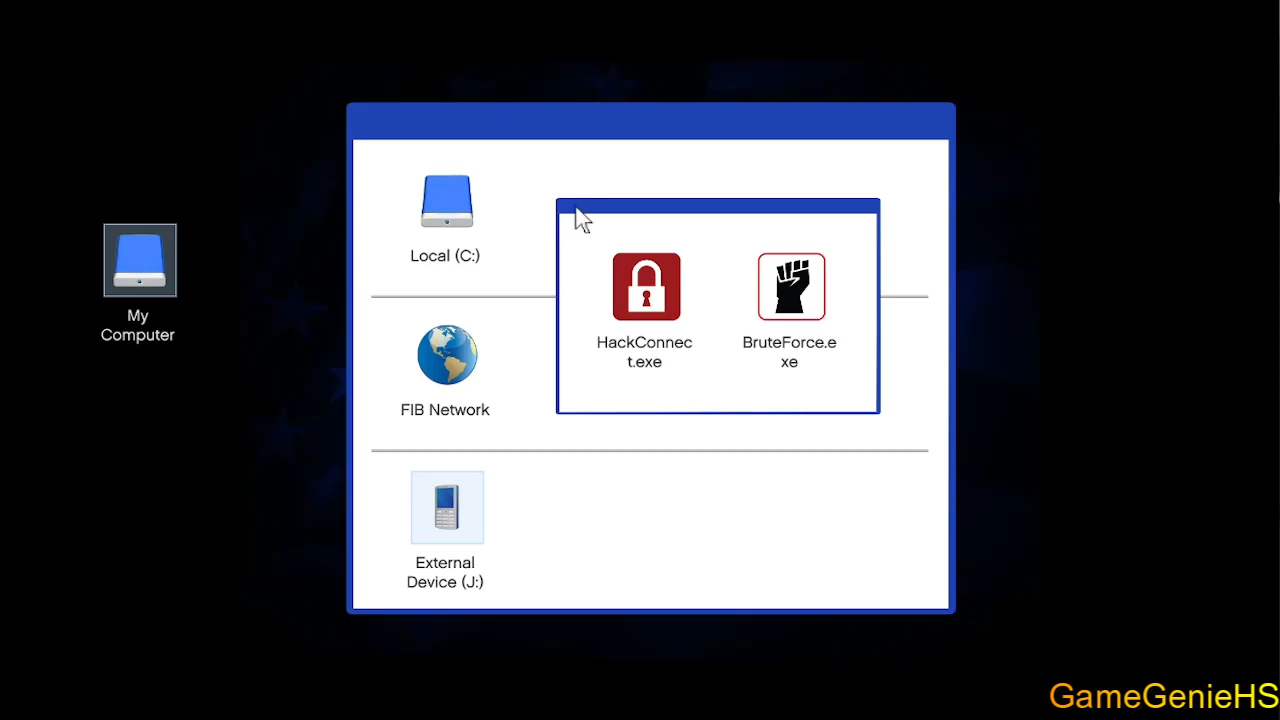 My
Computer
Local (C:)
HackConnec
t.exe
BruteForce.e
xe
FIB Network
External
Device (J:)
GameGenieHS